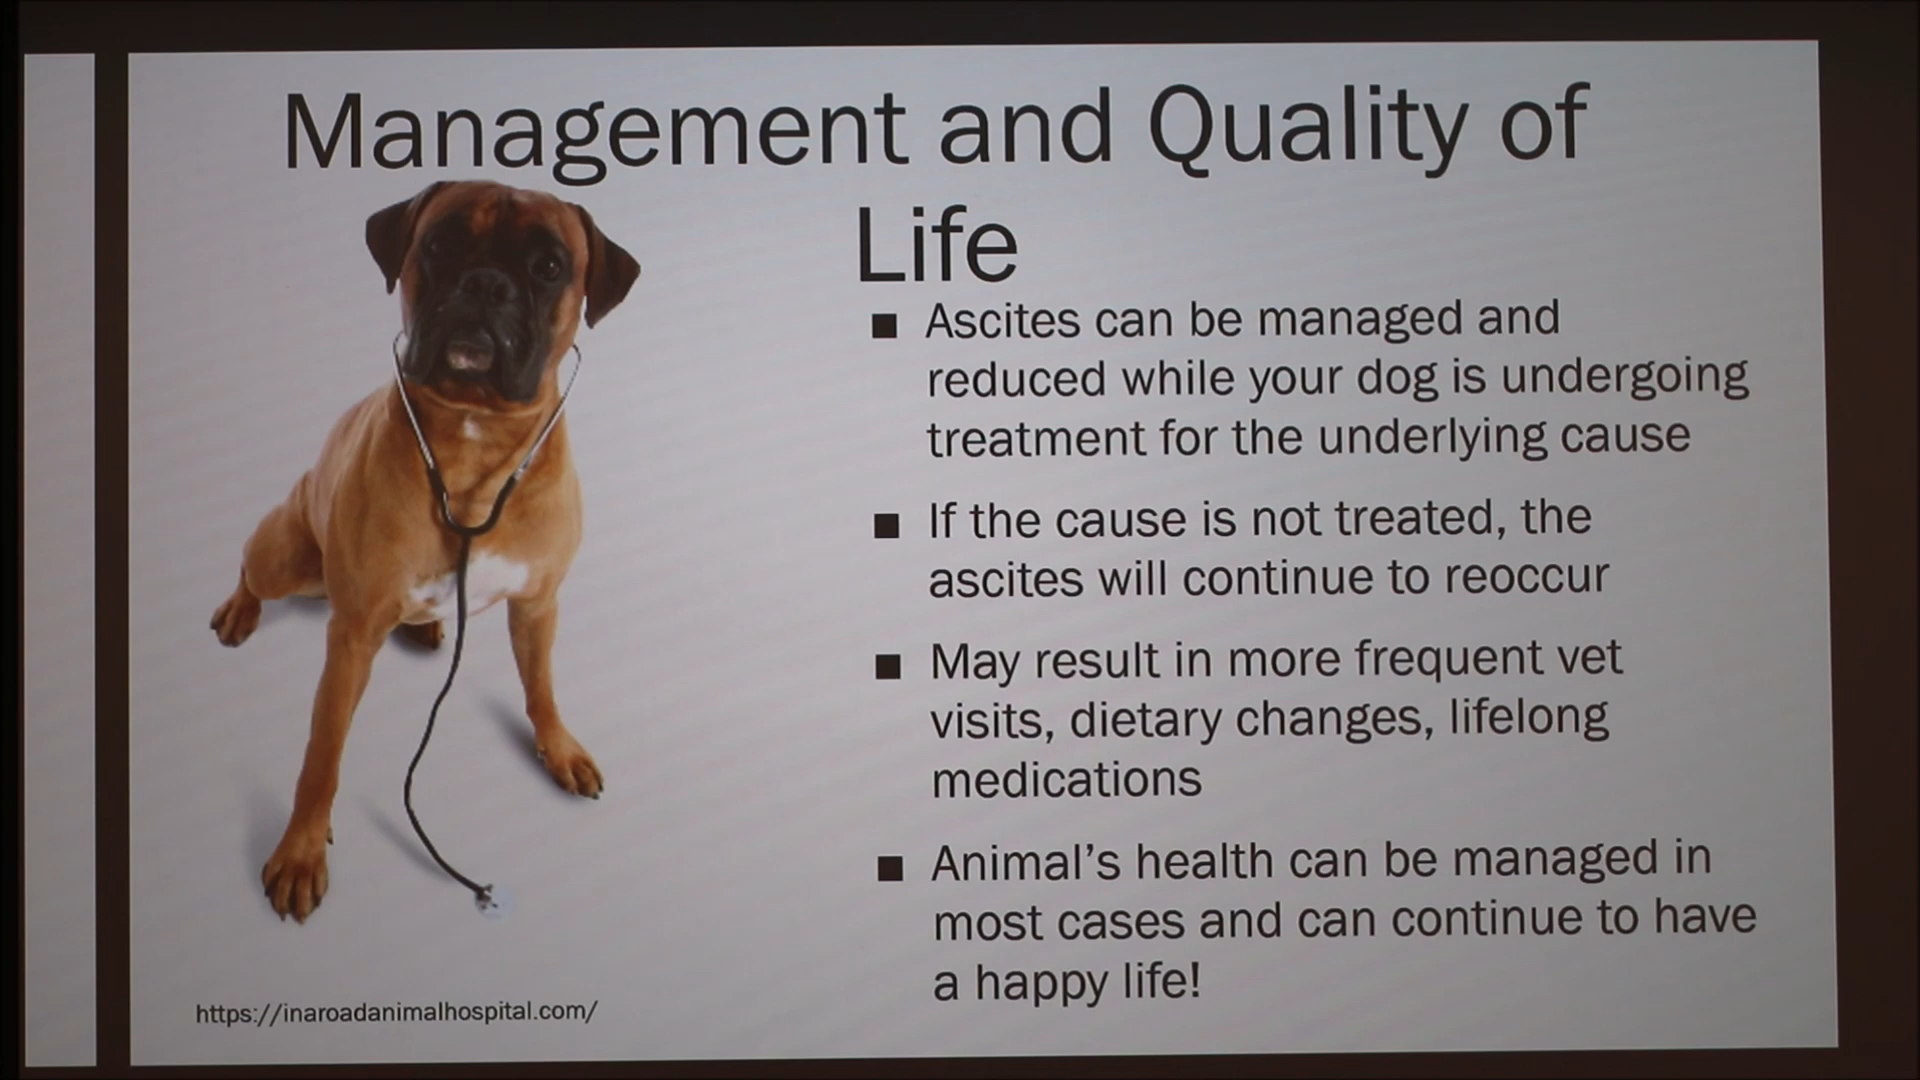 Management and Quality of
Life
■ Ascites can be managed and
reduced while your dog is undergoing
treatment for the underlying cause
■ If the cause is not treated, the
ascites will continue to reoccur
■ May result in more frequent vet
visits, dietary changes, lifelong
medications
■ Animal’s health can be managed in
most cases and can continue to have
a happy life!
https://inaroadanimalhospital.com/